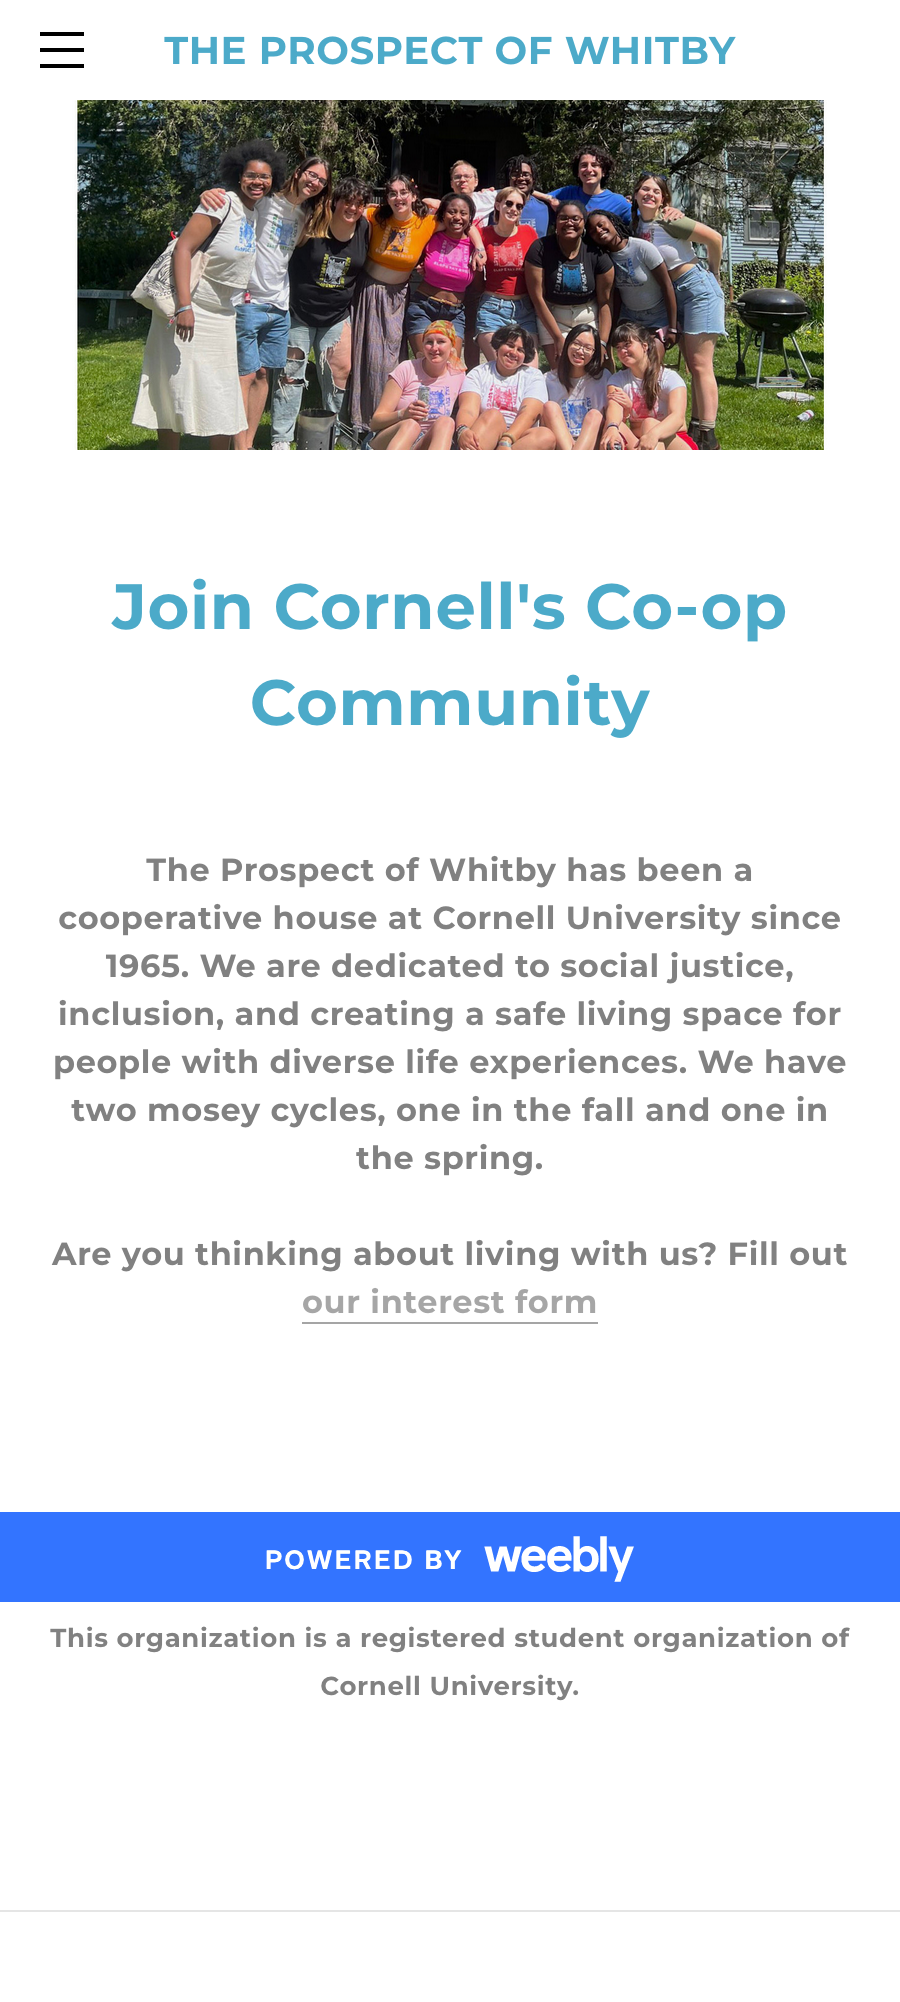 THE PROSPECT OF WHITBY
Join Cornell's Co-op
Community
The Prospect of Whitby has been a
cooperative house at Cornell University since
1965. We are dedicated to social justice,
inclusion, and creating a safe living space for
people with diverse life experiences. We have
two mosey cycles, one in the fall and one in
the spring.
Are you thinking about living with us? Fill out
our interest form
POWERED BY weebly
This organization is a registered student organization of
Cornell University.